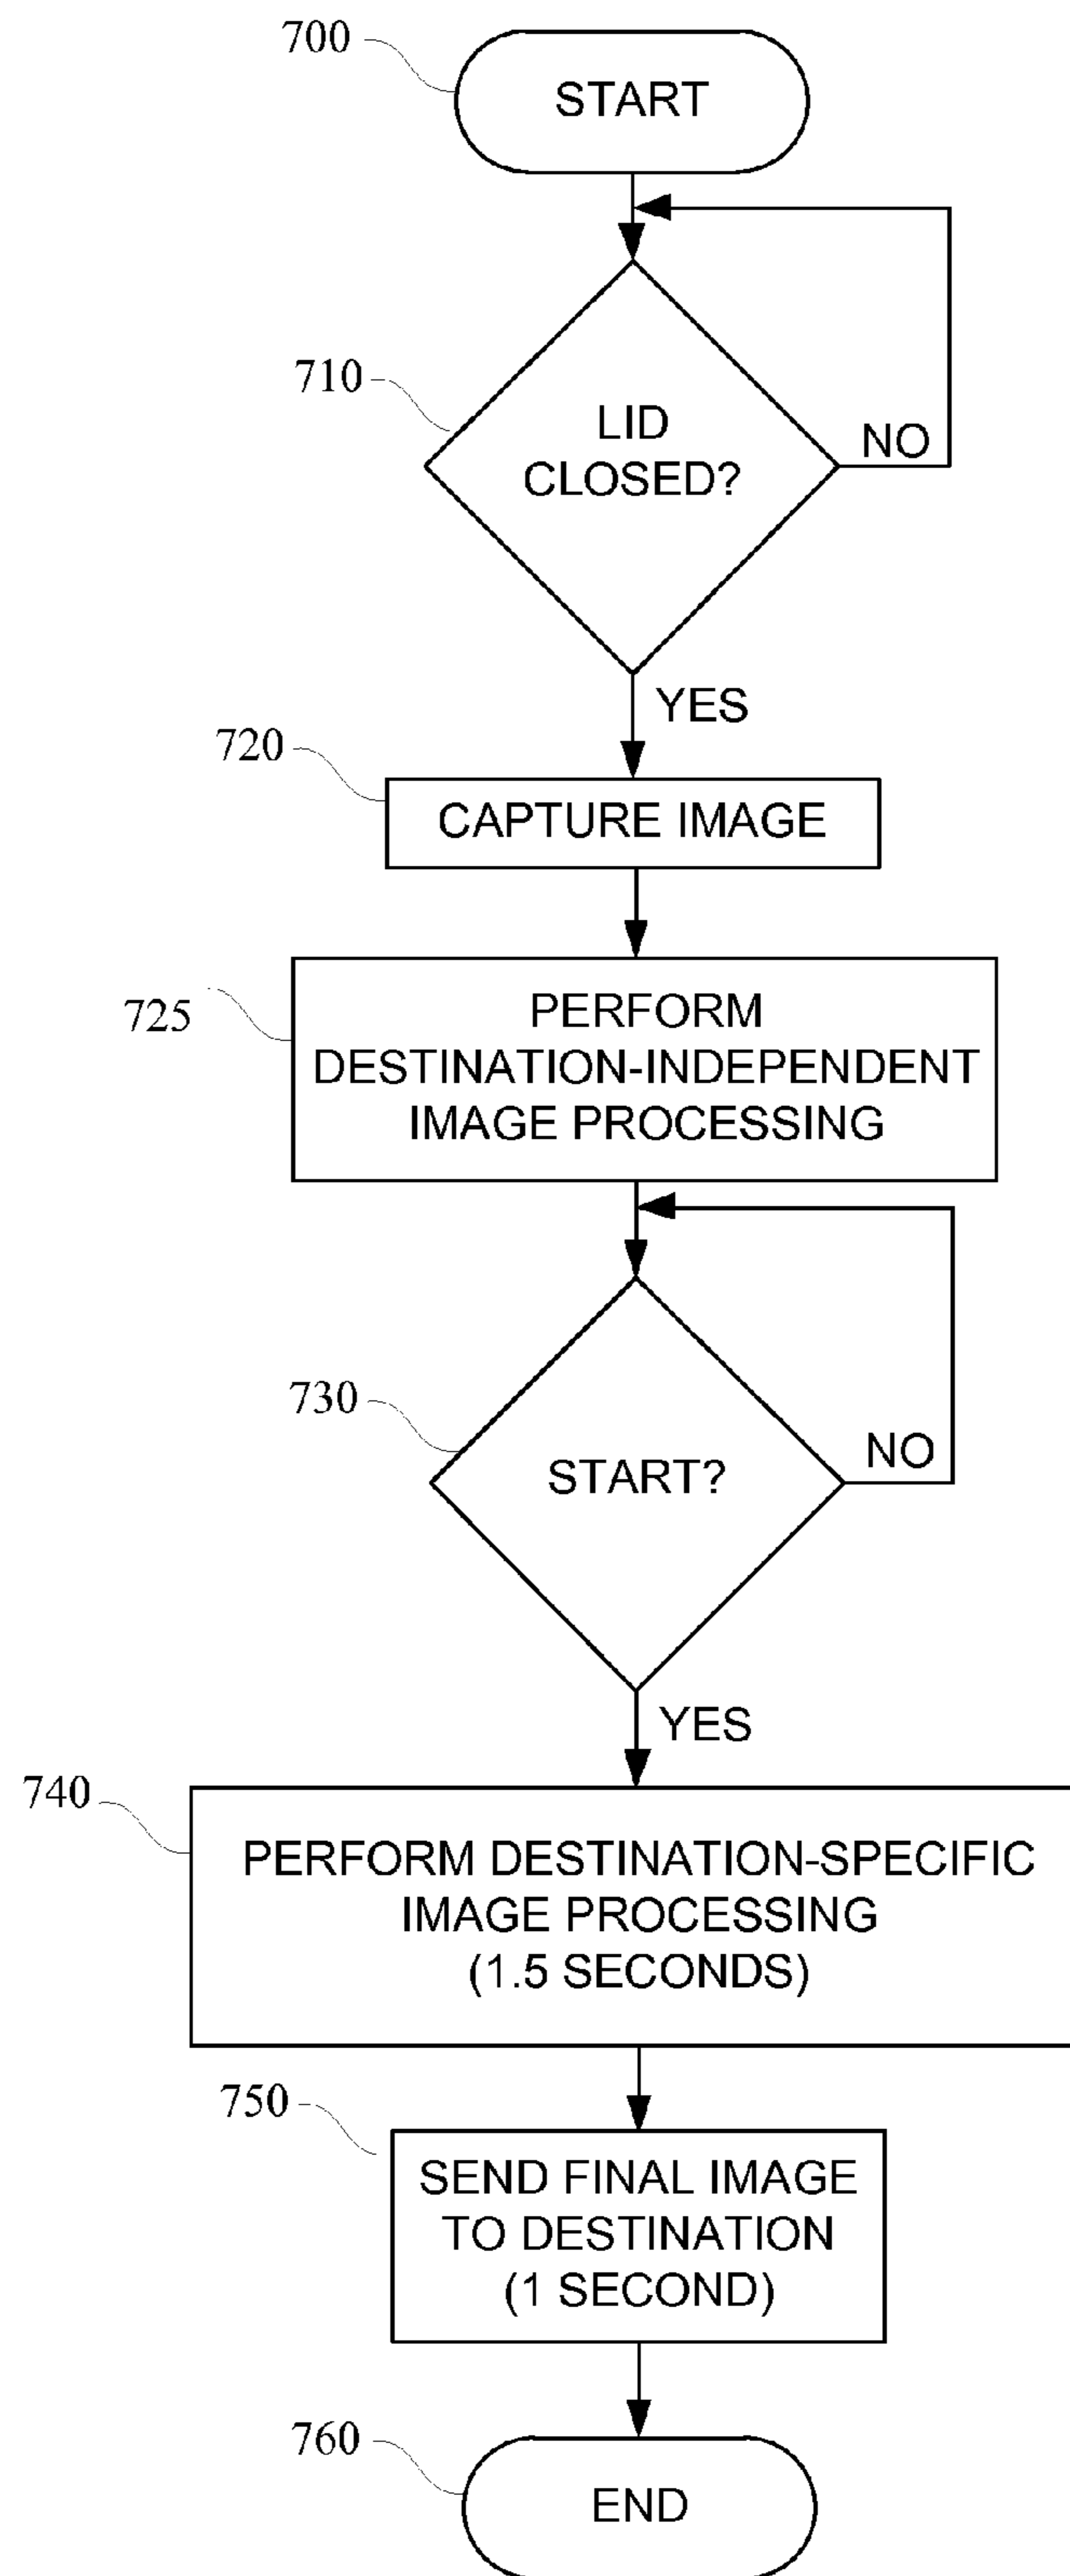 700
START
710
LID
CLOSED?
NO
YES
720
CAPTURE IMAGE
725
PERFORM
DESTINATION-INDEPENDENT
IMAGE PROCESSING
730
START?
NO
YES
740
PERFORM DESTINATION-SPECIFIC
IMAGE PROCESSING
(1.5 SECONDS)
750
SEND FINAL IMAGE
TO DESTINATION
(1 SECOND)
760
END